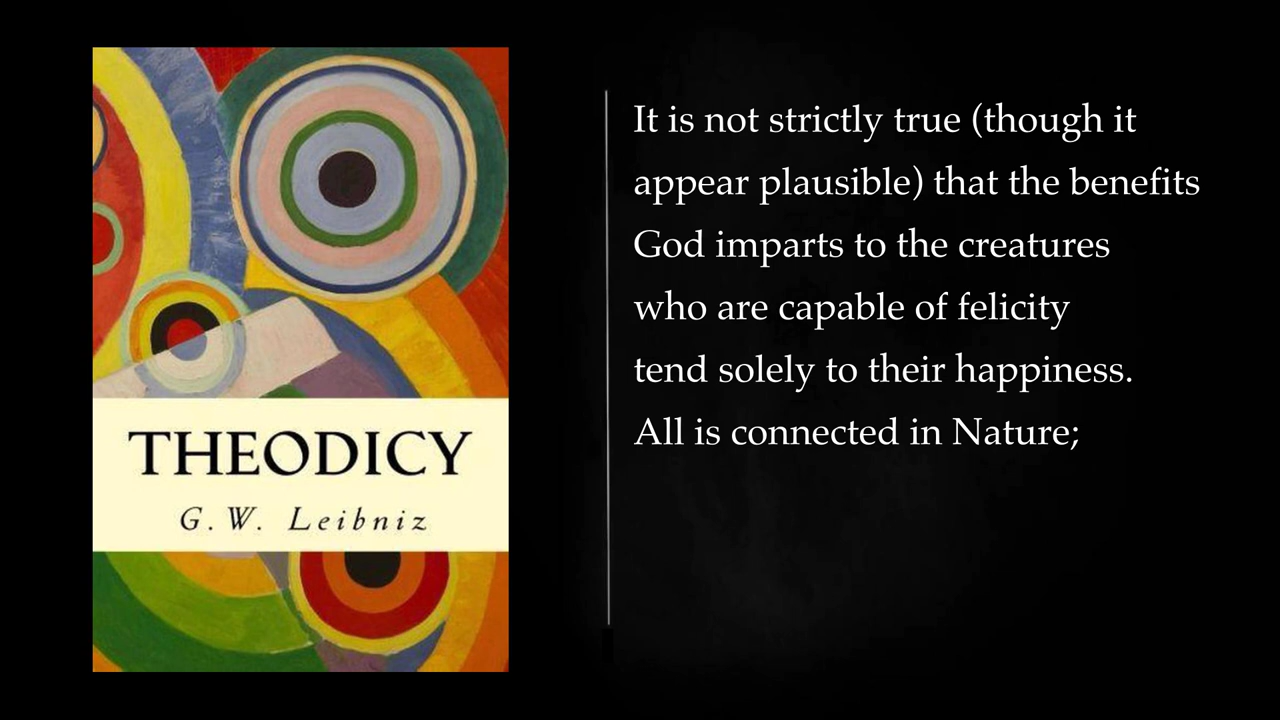 THEODICY
G. W. Leibniz
It is not strictly true (though it
appear plausible) that the benefits
God imparts to the creatures
who are capable of felicity
tend solely to their happiness.
All is connected in Nature;